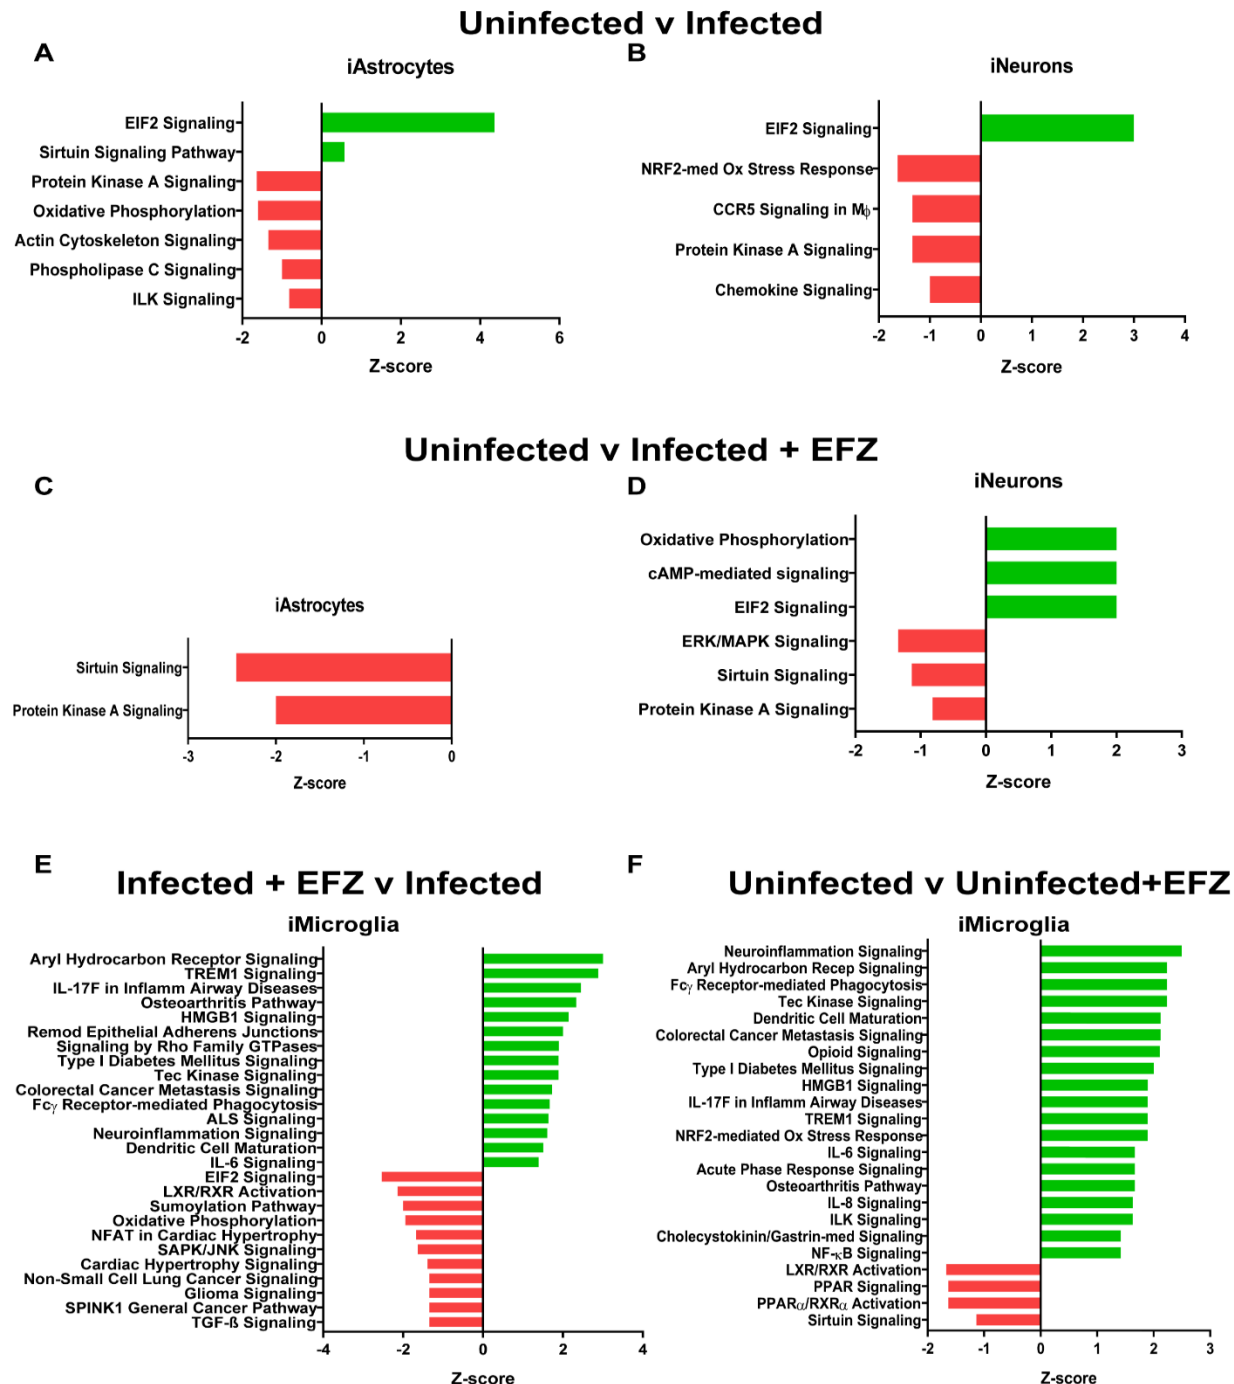 Uninfected v Infected
A
iAstrocytes
EIF2 Signaling
Sirtuin Signaling Pathway
Protein Kinase A Signaling
Oxidative Phosphorylation
Actin Cytoskeleton Signaling
Phospholipase C Signaling
ILK Signaling
-2 0 2 4 6
Z-score
B
iNeurons
EIF2 Signaling
NRF2-med Ox Stress Response
CCR5 Signaling in Mϕ
Protein Kinase A Signaling
Chemokine Signaling
-2 -1 0 1 2 3 4
Z-score
Uninfected v Infected + EFZ
C
iAstrocytes
Sirtuin Signaling
Protein Kinase A Signaling
-3 -2 -1 0
Z-score
D
iNeurons
Oxidative Phosphorylation
cAMP-mediated signaling
EIF2 Signaling
ERK/MAPK Signaling
Sirtuin Signaling
Protein Kinase A Signaling
-2 -1 0 1 2 3
Z-score
E
Infected + EFZ v Infected
iMicroglia
Aryl Hydrocarbon Receptor Signaling
TREM1 Signaling
IL-17F in Inflamm Airway Diseases
Osteoarthritis Pathway
HMGB1 Signaling
Remod Epithelial Adherens Junctions
Signaling by Rho Family GTPases
Type I Diabetes Mellitus Signaling
Tec Kinase Signaling
Colorectal Cancer Metastasis Signaling
Fcγ Receptor-mediated Phagocytosis
ALS Signaling
Neuroinflammation Signaling
Dendritic Cell Maturation
IL-6 Signaling
EIF2 Signaling
LXR/RXR Activation
Sumoylation Pathway
Oxidative Phosphorylation
NFAT in Cardiac Hypertrophy
SAPK/JNK Signaling
Cardiac Hypertrophy Signaling
Non-Small Cell Lung Cancer Signaling
Glioma Signaling
SPINK1 General Cancer Pathway
TGF-ß Signaling
-4 -2 0 2 4
Z-score
F
Uninfected v Uninfected+EFZ
iMicroglia
Neuroinflammation Signaling
Aryl Hydrocarbon Recep Signaling
Fcγ Receptor-mediated Phagocytosis
Tec Kinase Signaling
Dendritic Cell Maturation
Colorectal Cancer Metastasis Signaling
Opioid Signaling
Type I Diabetes Mellitus Signaling
HMGB1 Signaling
IL-17F in Inflamm Airway Diseases
TREM1 Signaling
NRF2-mediated Ox Stress Response
IL-6 Signaling
Acute Phase Response Signaling
Osteoarthritis Pathway
IL-8 Signaling
ILK Signaling
Cholecystokinin/Gastrin-med Signaling
NF-κB Signaling
LXR/RXR Activation
PPAR Signaling
PPARα/RXRα Activation
Sirtuin Signaling
-2 -1 0 1 2 3
Z-score